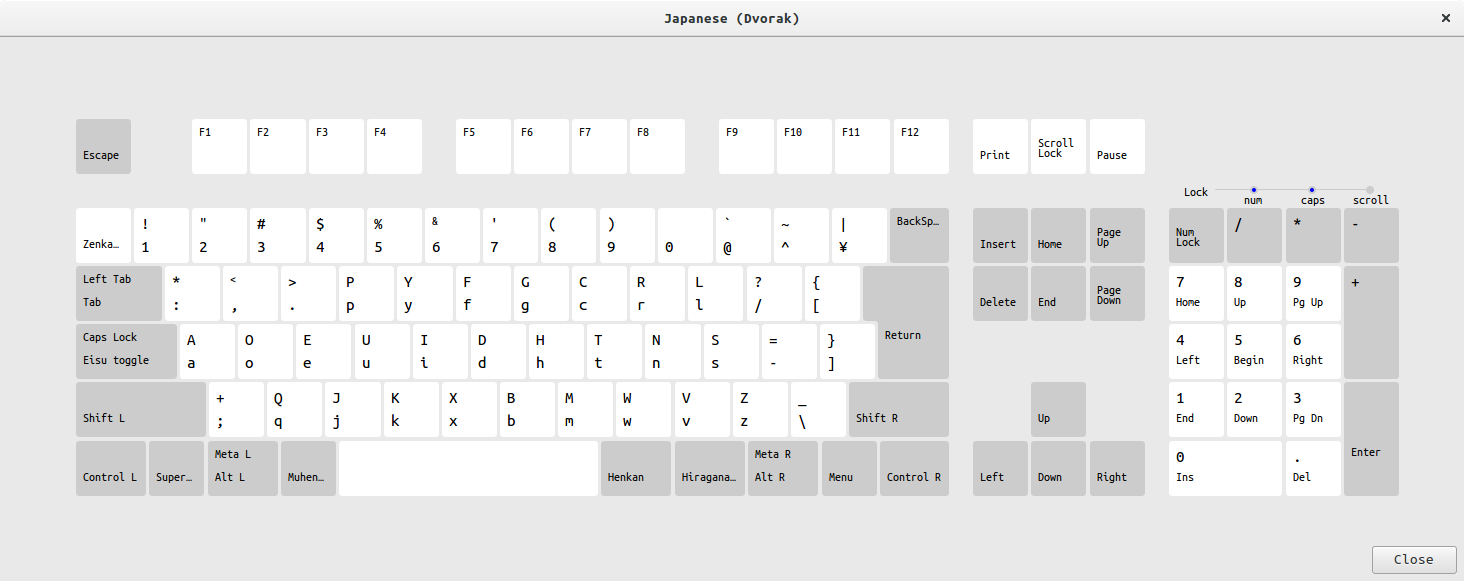 Japanese (Dvorak)
Escape F1 F2 F3 F4 F5 F6 F7 F8 F9 F10 F11 F12 Print Scroll Lock Pause
Lock num caps scroll
Zenka… ! 1 " 2 # 3 $ 4 % 5 & 6 ' 7 ( 8 ) 9 0 ` @ ~ ^ | ¥ BackSp… Insert Home Page Up Num Lock / * -
Left Tab Tab * : < , > . P p Y y F f G g C c R r L l ? / { [ Return Delete End Page Down 7 Home 8 Up 9 Pg Up +
Caps Lock Eisu toggle A a O o E e U u I i D d H h T t N n S s = - } ] 4 Left 5 Begin 6 Right
Shift L + ; Q q J j K k X x B b M m W w V v Z z _ \ Shift R Up 1 End 2 Down 3 Pg Dn Enter
Control L Super… Meta L Alt L Muhen… Henkan Hiragana… Meta R Alt R Menu Control R Left Down Right 0 Ins . Del
Close